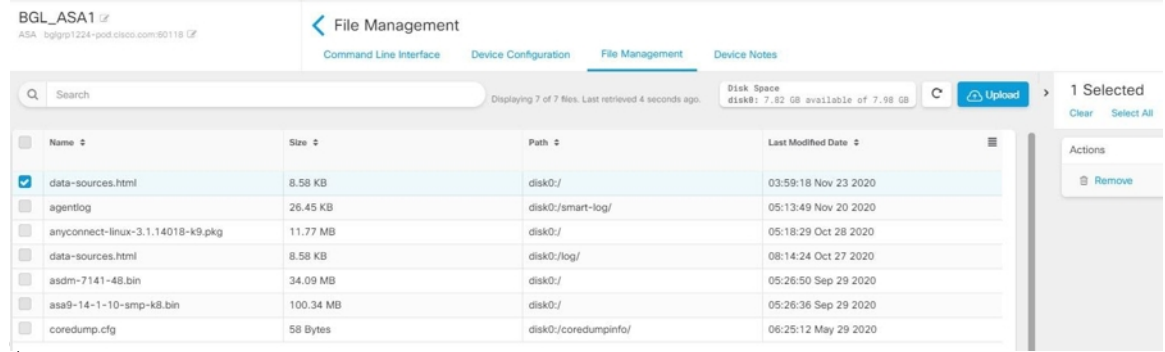 BGL_ASA1
ASA bglgrp1224-pod.cisco.com:60118
File Management
Command Line Interface Device Configuration File Management Device Notes
Search
Displaying 7 of 7 files. Last retrieved 4 seconds ago.
Disk Space
disk0: 7.82 GB available of 7.98 GB
Upload
1 Selected
Clear Select All
Name Size Path Last Modified Date
Actions
data-sources.html 8.58 KB disk0:/ 03:59:18 Nov 23 2020
Remove
agentlog 26.45 KB disk0:/smart-log/ 05:13:49 Nov 20 2020
anyconnect-linux-3.1.14018-k9.pkg 11.77 MB disk0:/ 05:18:29 Oct 28 2020
data-sources.html 8.58 KB disk0:/log/ 08:14:24 Oct 27 2020
asdm-7141-48.bin 34.09 MB disk0:/ 05:26:50 Sep 29 2020
asa9-14-1-10-smp-k8.bin 100.34 MB disk0:/ 05:26:36 Sep 29 2020
coredump.cfg 58 Bytes disk0:/coredumpinfo/ 06:25:12 May 29 2020